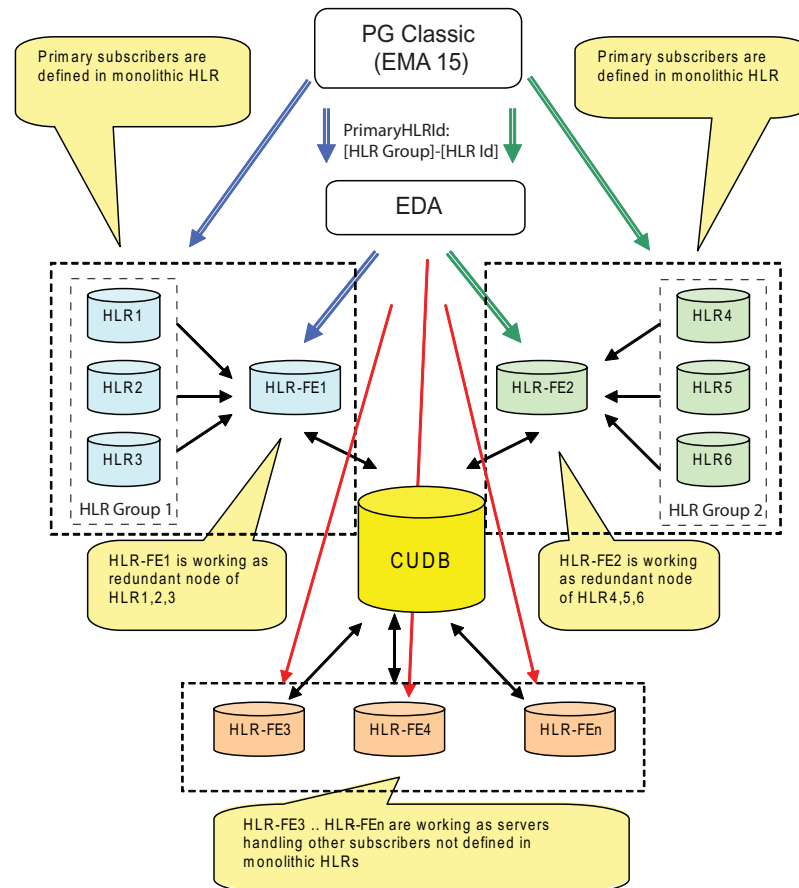 PG Classic
(EMA 15)
Primary subscribers are
defined in monolithic HLR
Primary subscribers are
defined in monolithic HLR
PrimaryHLRId:
[HLR Group]-[HLR Id]
EDA
HLR1
HLR2
HLR3
HLR-FE1
HLR Group 1
HLR4
HLR5
HLR6
HLR-FE2
HLR Group 2
HLR-FE1 is working as
redundant node of
HLR1,2,3
CUDB
HLR-FE2 is working
as redundant node
of HLR4,5,6
HLR-FE3
HLR-FE4
HLR-FEn
HLR-FE3 .. HLR-FEn are working as servers
handling other subscribers not defined in
monolithic HLRs